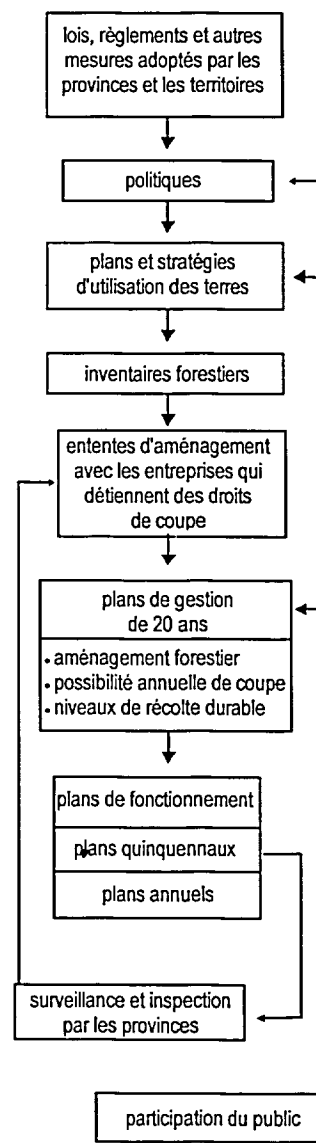 lois, règlements et autres
mesures adoptés par les
provinces et les territoires
politiques
plans et stratégies
d'utilisation des terres
inventaires forestiers
ententes d'aménagement
avec les entreprises qui
détiennent des droits
de coupe
plans de gestion
de 20 ans
• aménagement forestier
• possibilité annuelle de coupe
• niveaux de récolte durable
plans de fonctionnement
plans quinquennaux
plans annuels
surveillance et inspection
par les provinces
participation du public